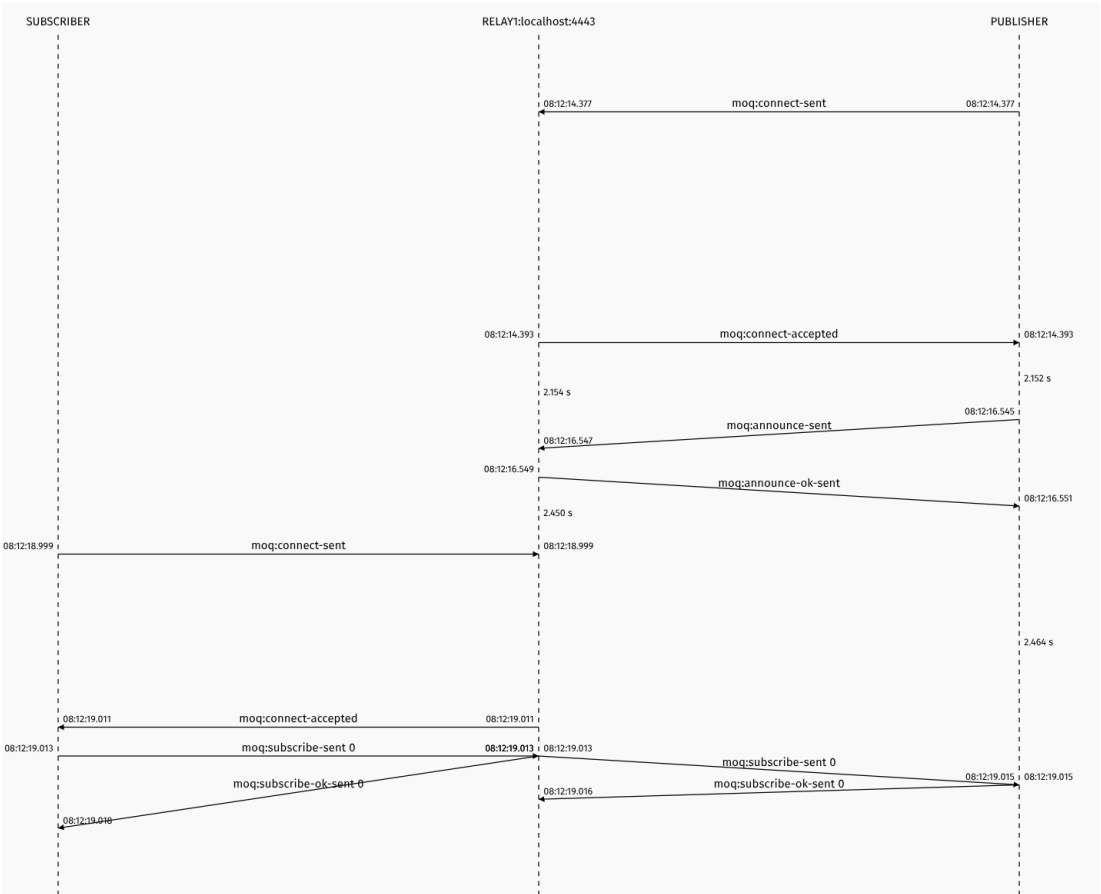 SUBSCRIBER RELAY1:localhost:4443 PUBLISHER
08:12:14.377 moq:connect-sent 08:12:14.377
08:12:14.393 moq:connect-accepted 08:12:14.393
2.152 s
2.154 s
08:12:16.545
moq:announce-sent
08:12:16.547
08:12:16.549
moq:announce-ok-sent
08:12:16.551
2.450 s
08:12:18.999 moq:connect-sent 08:12:18.999
2.464 s
08:12:19.011 moq:connect-accepted 08:12:19.011
08:12:19.013 moq:subscribe-sent 0 08:12:19.013 08:12:19.013
moq:subscribe-sent 0
08:12:19.015 08:12:19.015
moq:subscribe-ok-sent 0 moq:subscribe-ok-sent 0
08:12:19.016
08:12:19.018